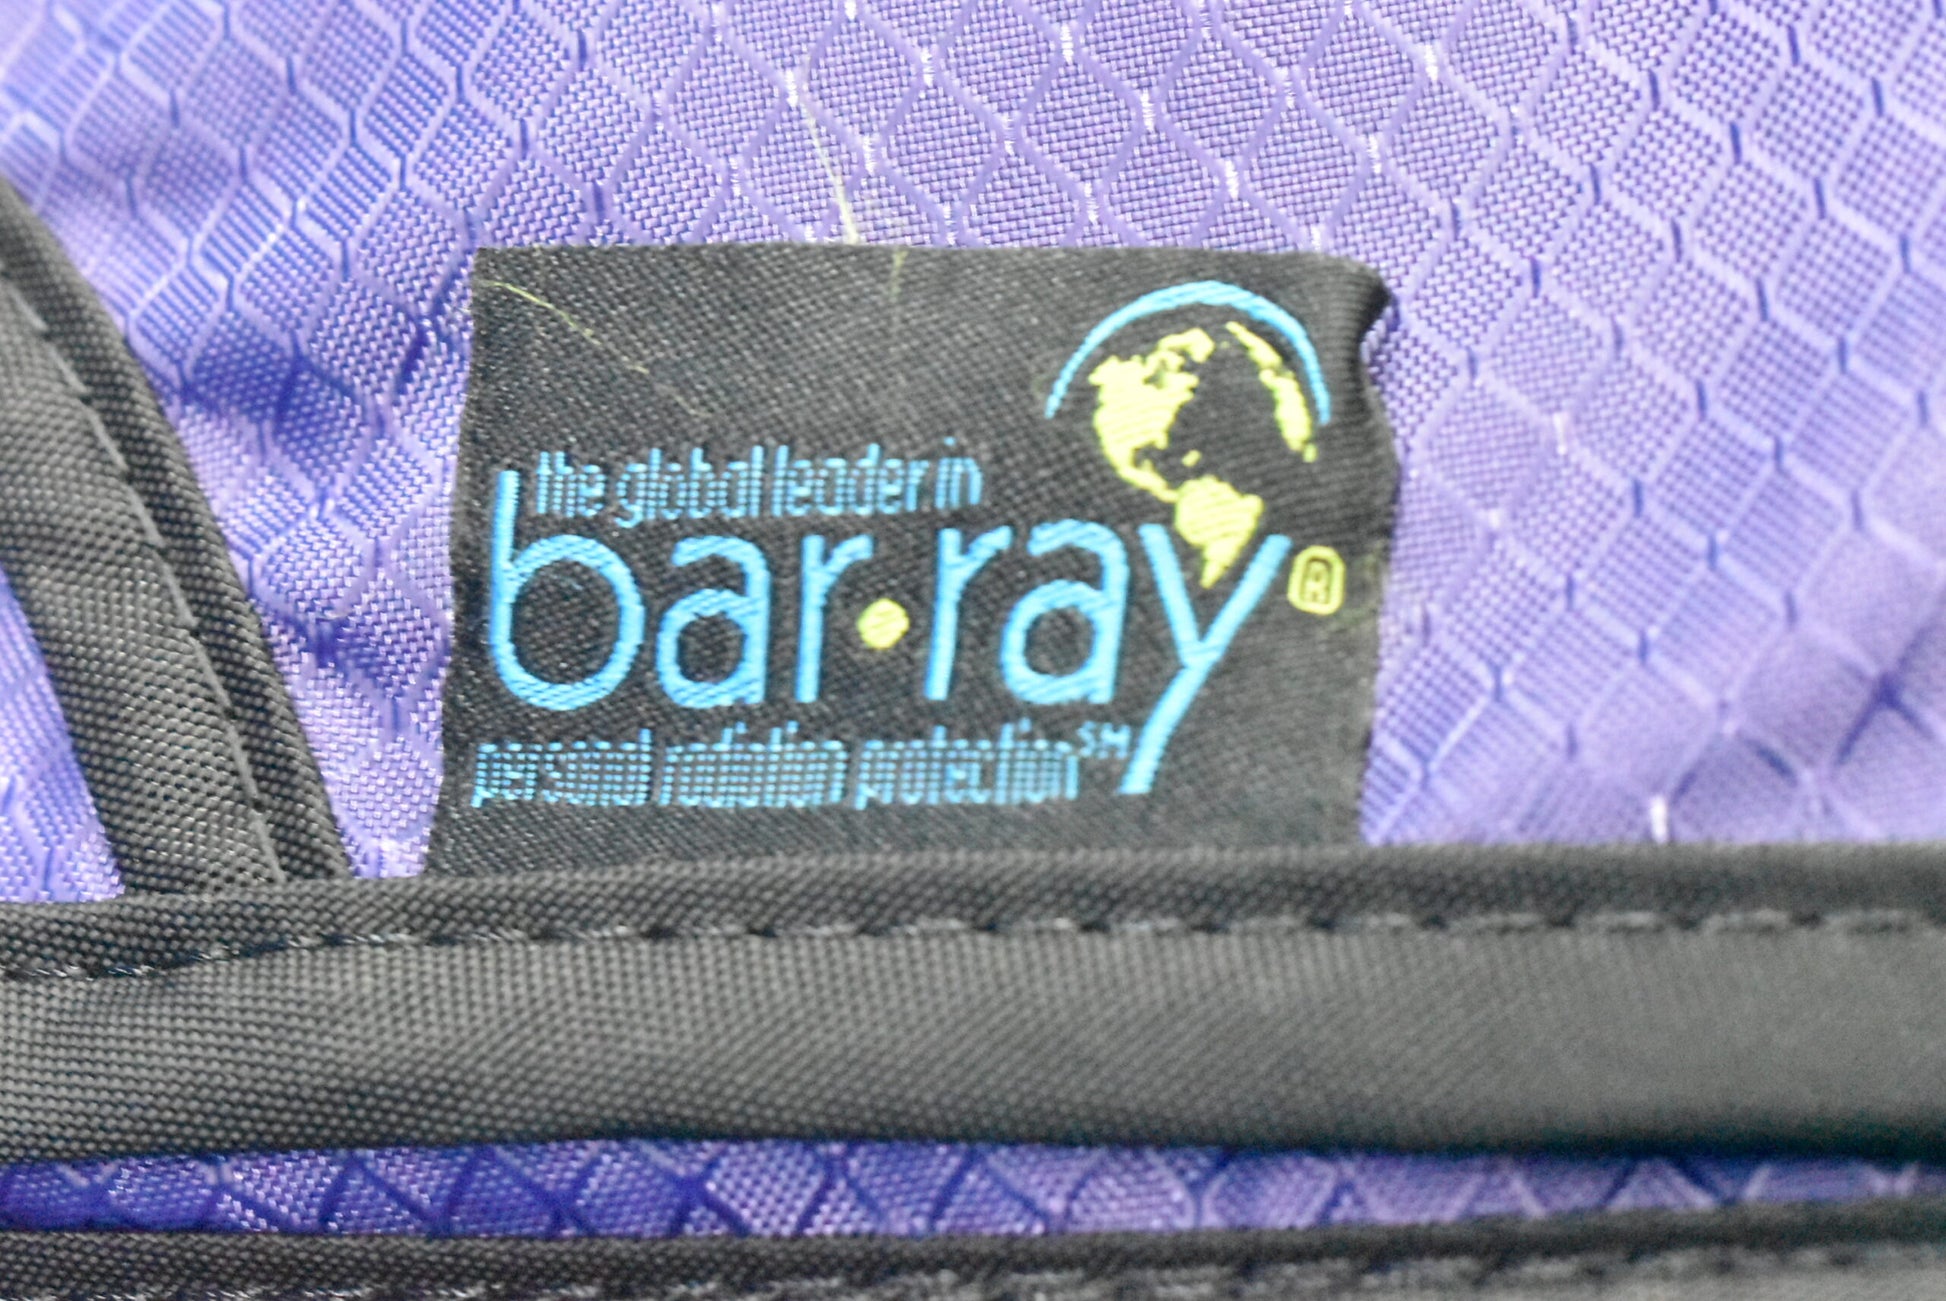 the global leader in
bar·ray®
personal radiation protection℠